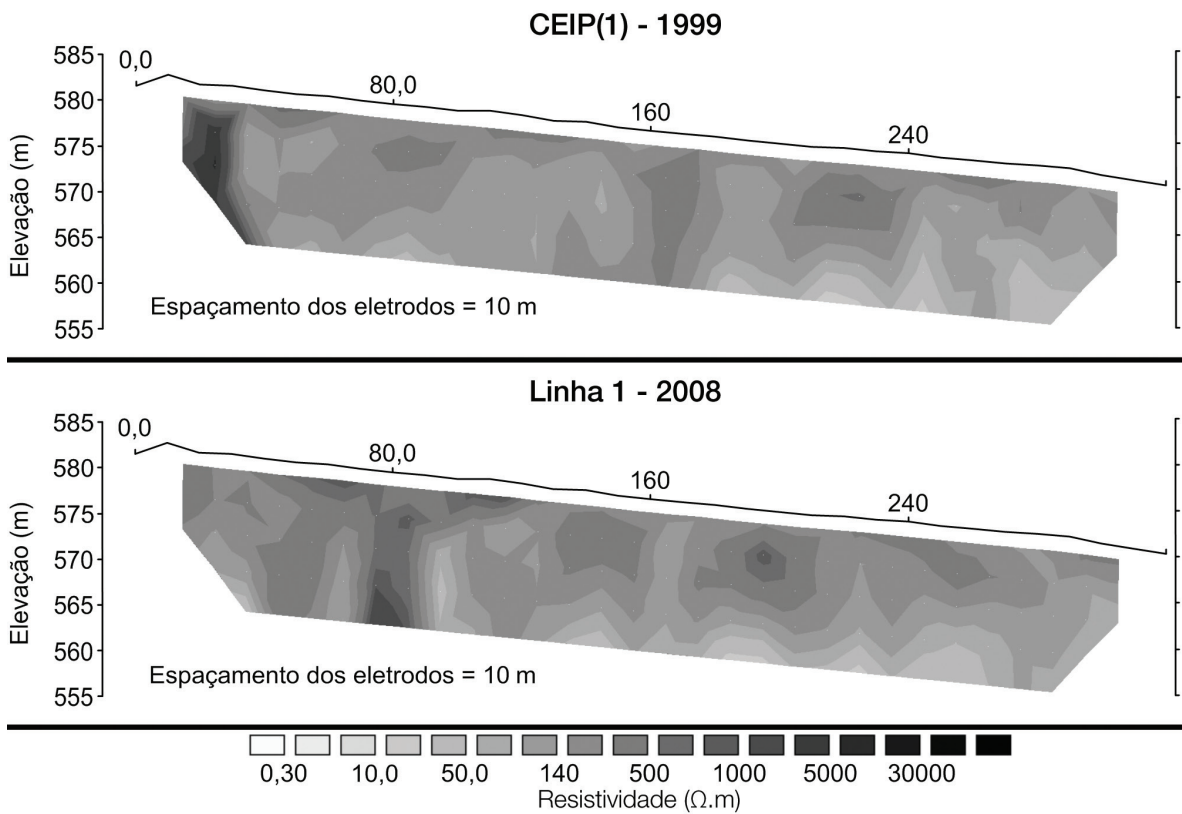 CEIP(1) - 1999
Elevação (m)
585
580
575
570
565
560
555
0,0
80,0
160
240
Espaçamento dos eletrodos = 10 m
Linha 1 - 2008
Elevação (m)
585
580
575
570
565
560
555
0,0
80,0
160
240
Espaçamento dos eletrodos = 10 m
0,30 10,0 50,0 140 500 1000 5000 30000
Resistividade (Ω.m)